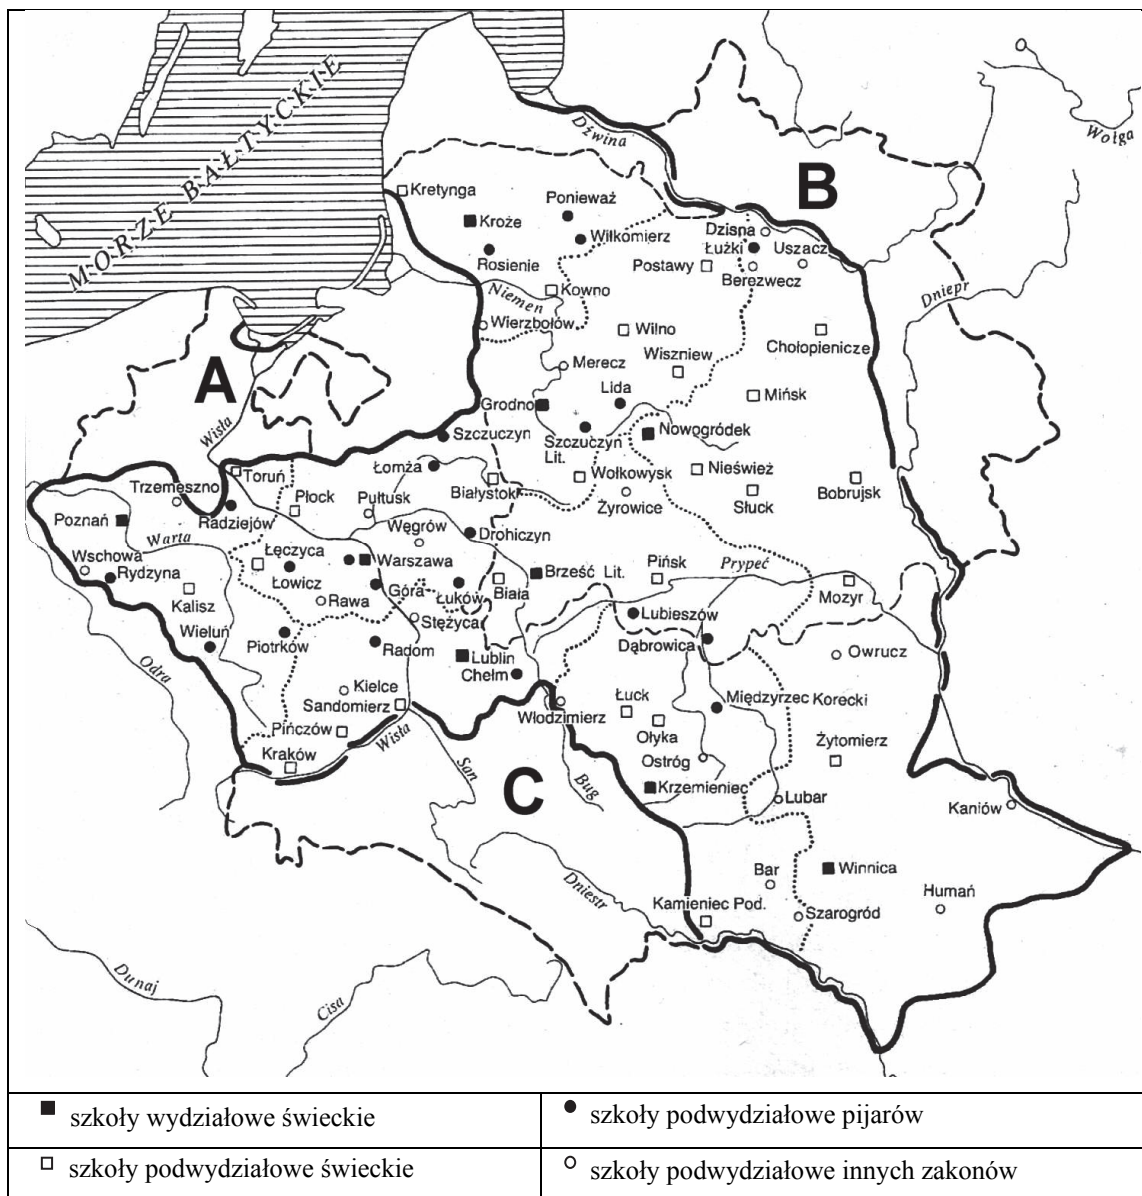 MORZE BAŁTYCKIE
Dźwina
Wołga
B
Kretynga
Poniewaź
Kroże
Wiłkomierz
Dzisna
Łużki
Uszacz
Rosienie
Postawy
Berezwecz
Dniepr
Niemen
Kowno
Wierzbołów
Wilno
Chołopienicze
A
Merecz
Wiszniew
Lida
Mińsk
Grodno
Wisła
Szczuczyn
Szczuczyn
Lit.
Nowogródek
Łomża
Toruń
Trzemeszno
Płock
Pułtusk
Białystok
Wołkowysk
Nieśwież
Bobrujsk
Żyrowice
Słuck
Poznań
Radziejów
Węgrów
Drohiczyn
Warta
Wschowa
Łęczyca
Warszawa
Rydzyna
Łowicz
Brześć Lit.
Pińsk
Prypeć
Kalisz
Rawa
Góra
Łuków
Biała
Mozyr
Stężyca
Lubieszów
Wieluń
Piotrków
Radom
Dąbrowica
Owrucz
Lublin
Chełm
Odra
Kielce
Sandomierz
Łuck
Międzyrzec Korecki
Włodzimierz
Pińczów
Wisła
Ołyka
Żytomierz
Kraków
San
Ostróg
C
Bug
Krzemieniec
Lubar
Kaniów
Bar
Winnica
Dniestr
Humań
Kamieniec Pod.
Szarogród
Dunaj
Cisa
szkoły wydziałowe świeckie
szkoły podwydziałowe pijarów
szkoły podwydziałowe świeckie
szkoły podwydziałowe innych zakonów